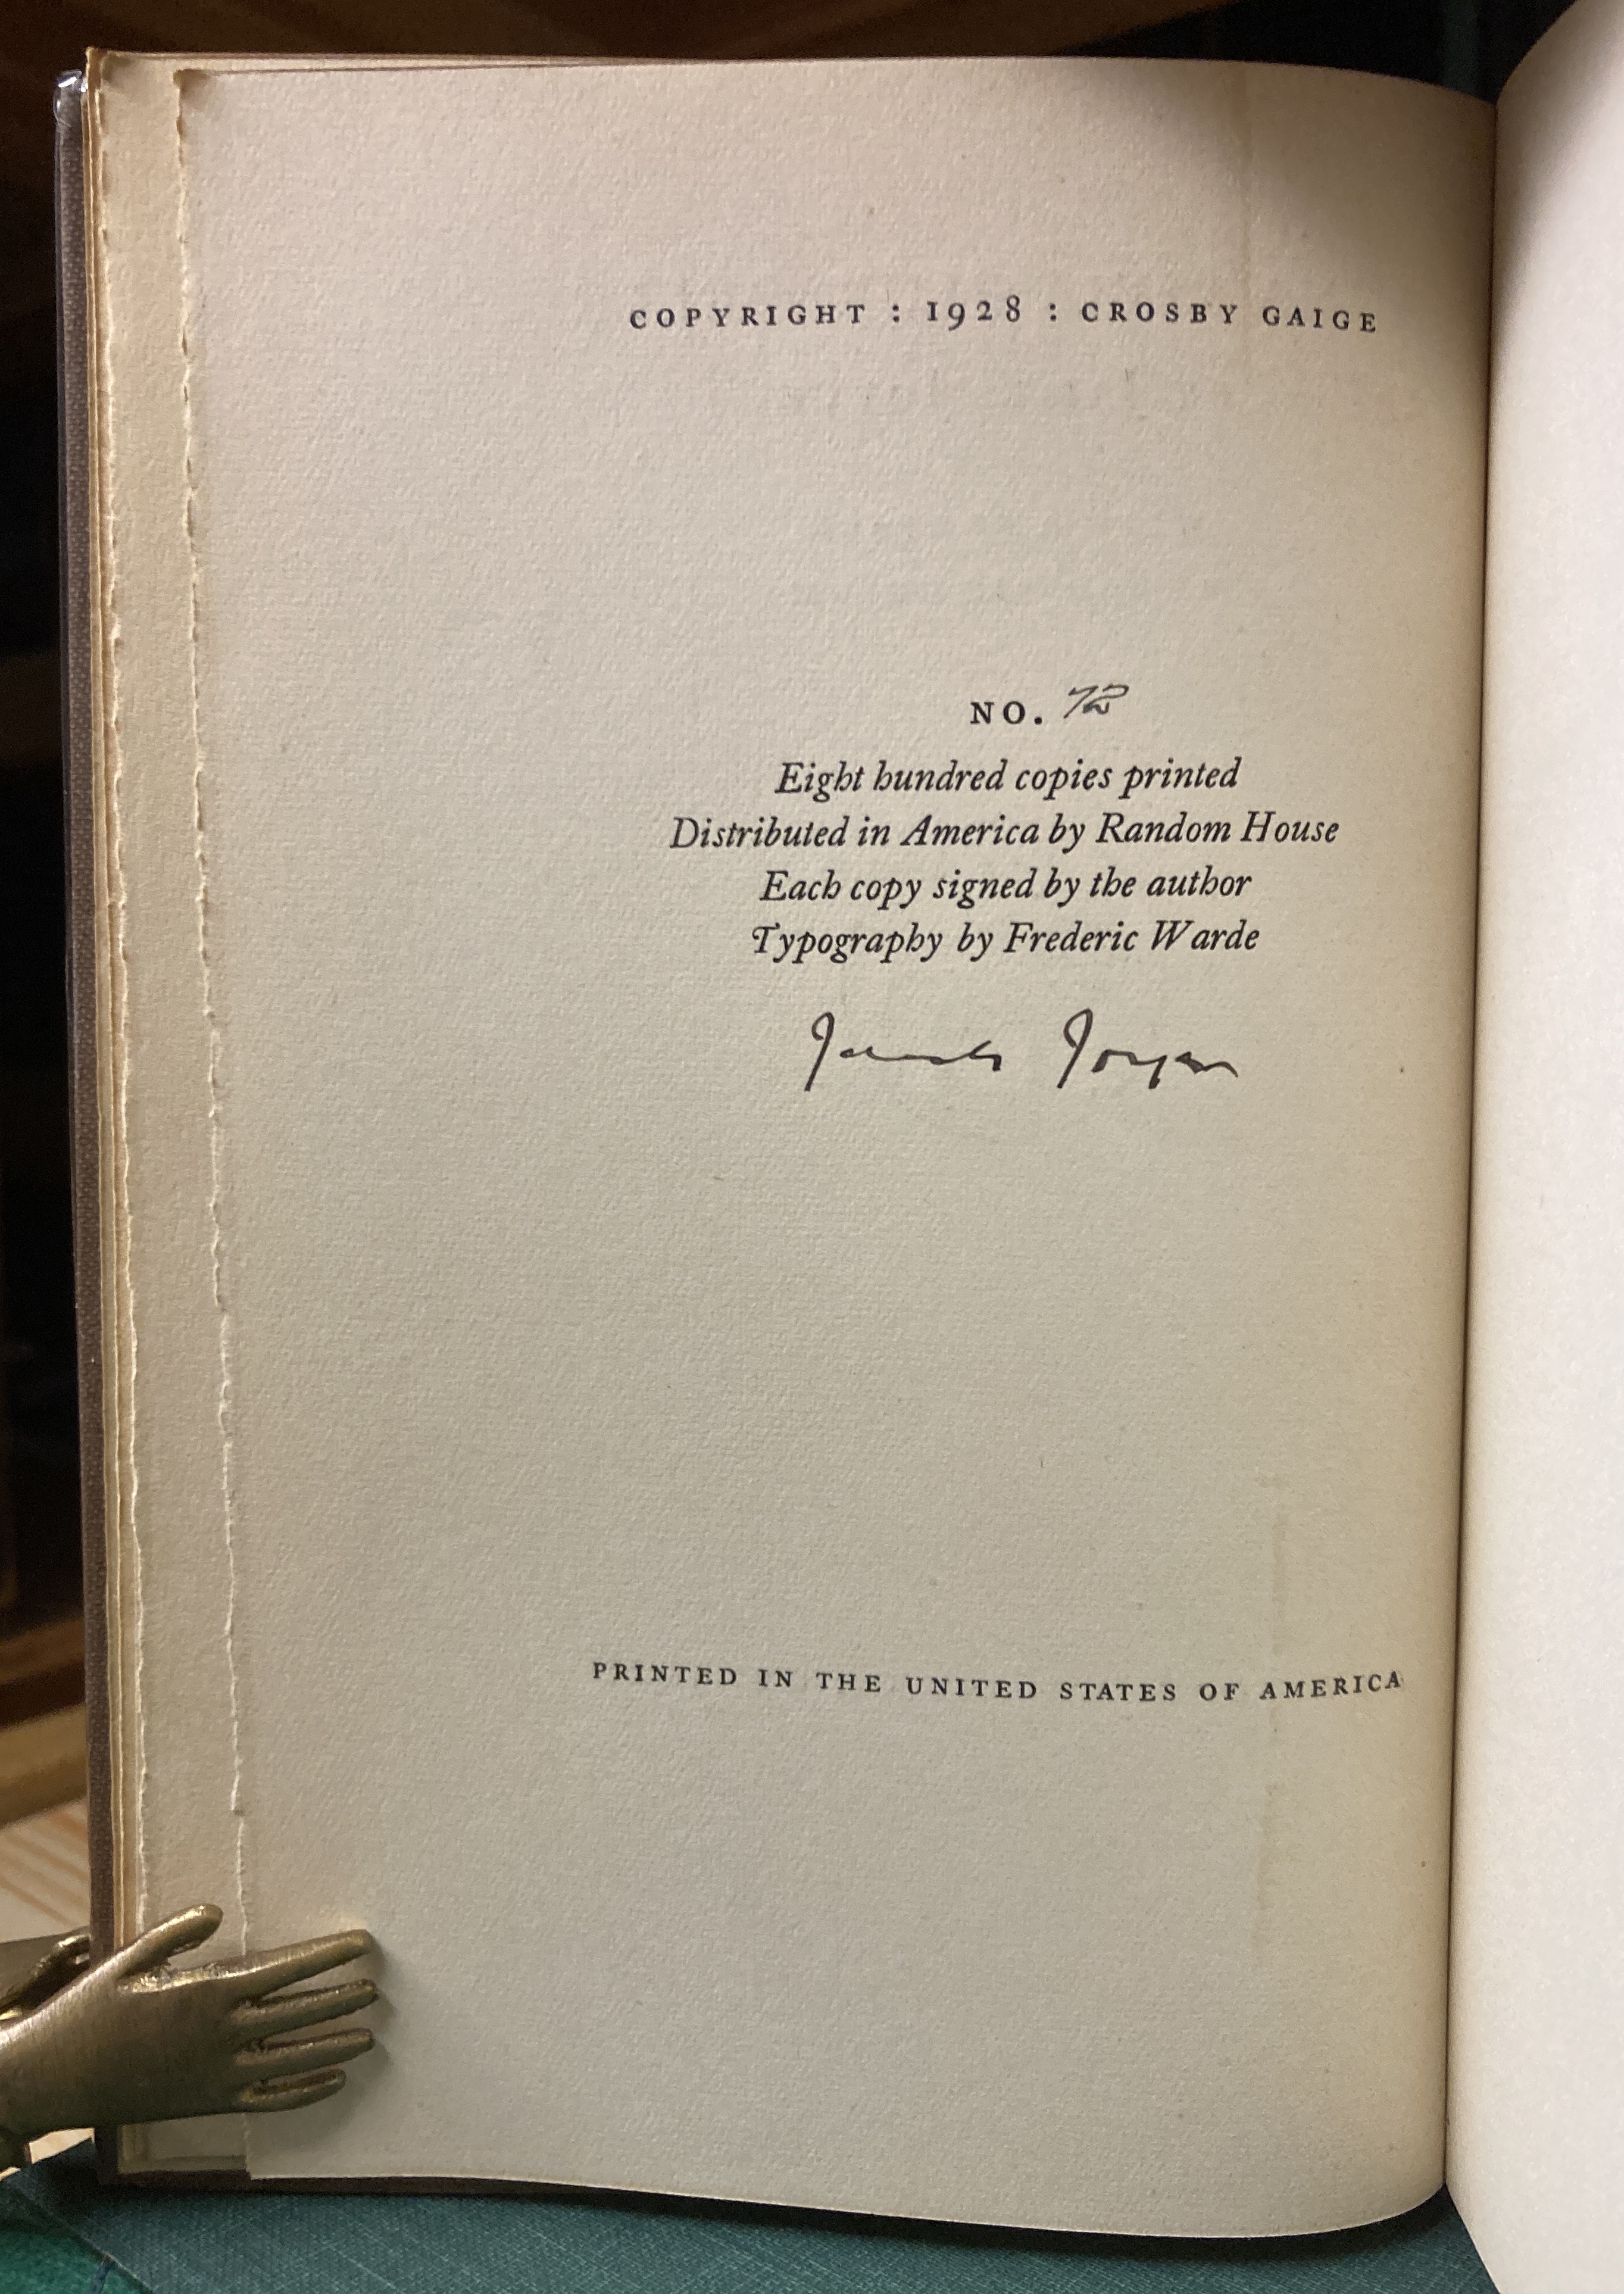 COPYRIGHT : 1928 : CROSBY GAIGE
NO. 72
Eight hundred copies printed
Distributed in America by Random House
Each copy signed by the author
Typography by Frederic Warde
James Joyce
PRINTED IN THE UNITED STATES OF AMERICA